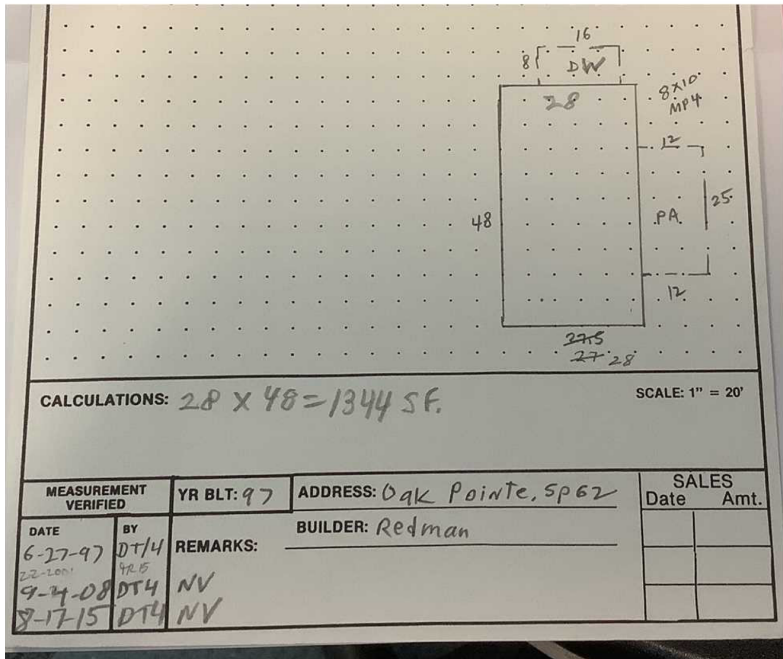 16
8
DW
28
8X10
MP4
12
48
25
PA
12
27.5
27 28
CALCULATIONS: 28 X 48 = 1344 SF.
SCALE: 1" = 20'
MEASUREMENT VERIFIED
YR BLT: 97
ADDRESS: Oak Pointe, SP62
SALES
Date Amt.
DATE BY
BUILDER: Redman
6-27-97 DT/4
REMARKS:
9-4-08 DT4 NV
8-17-15 DT4 NV